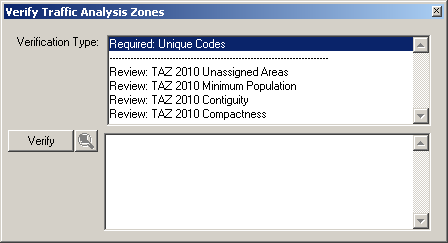 Verify Traffic Analysis Zones
Verification Type:
Required: Unique Codes
--------------------------------------------------------------------------
Review: TAZ 2010 Unassigned Areas
Review: TAZ 2010 Minimum Population
Review: TAZ 2010 Contiguity
Review: TAZ 2010 Compactness
Verify